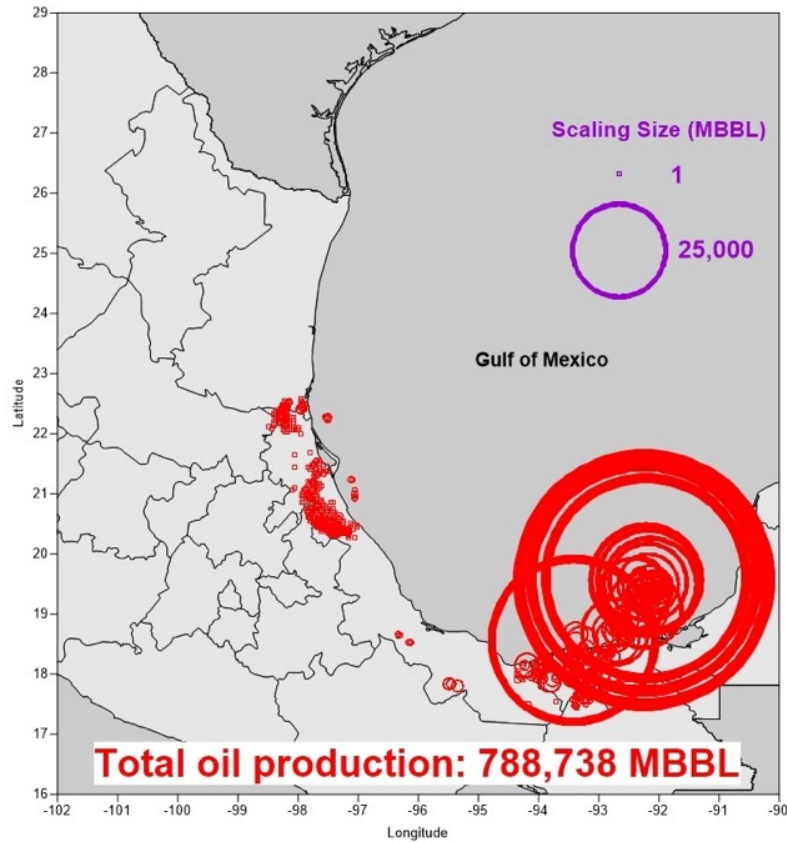 29
28
27
26
25
24
23
22
21
20
19
18
17
16
Latitude
Scaling Size (MBBL)
1
25,000
Gulf of Mexico
Total oil production: 788,738 MBBL
-102 -101 -100 -99 -98 -97 -96 -95 -94 -93 -92 -91 -90
Longitude